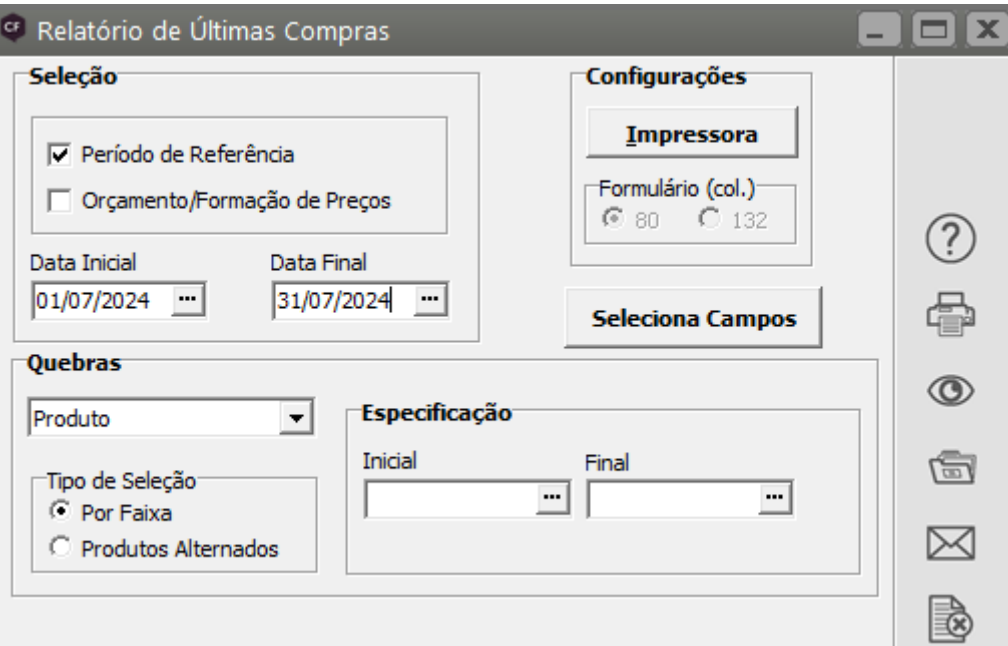 CF Relatório de Últimas Compras
Seleção
Período de Referência
Orçamento/Formação de Preços
Data Inicial Data Final
01/07/2024 ... 31/07/2024 ...
Configurações
Impressora
Formulário (col.)
80 132
Seleciona Campos
Quebras
Produto
Tipo de Seleção
Por Faixa
Produtos Alternados
Especificação
Inicial Final
... ...
?